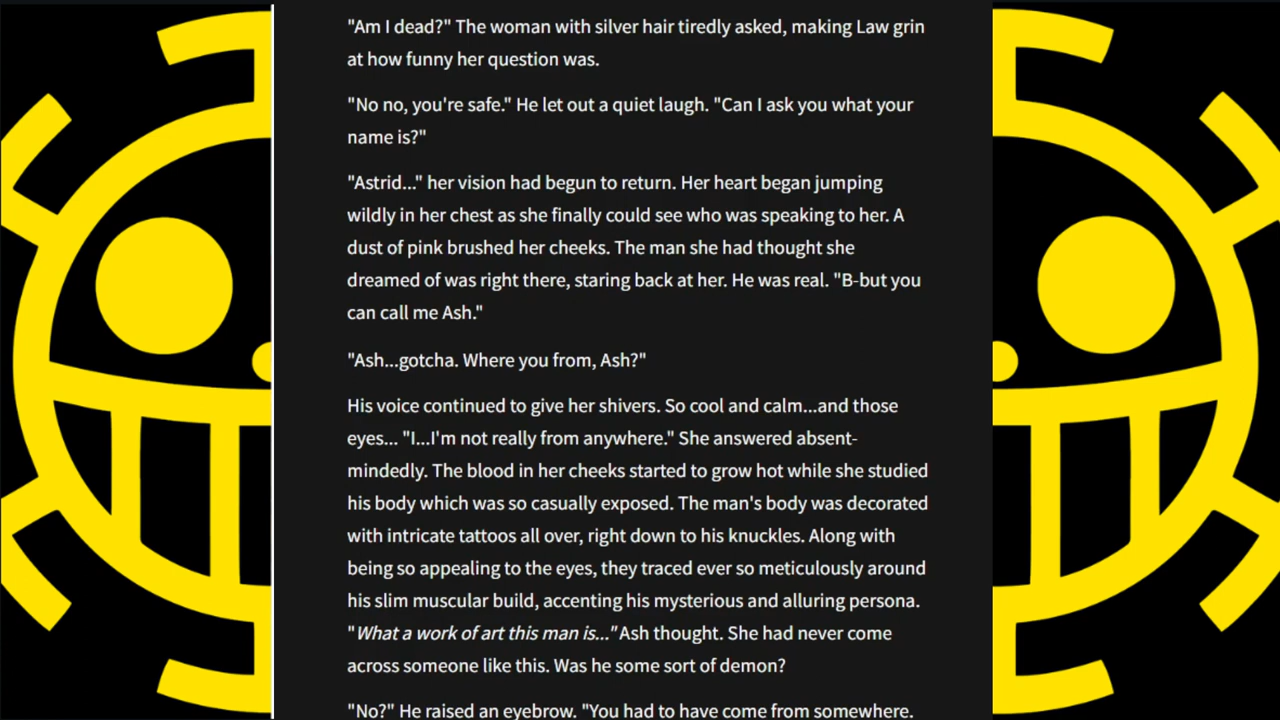 "Am I dead?" The woman with silver hair tiredly asked, making Law grin
at how funny her question was.
"No no, you're safe." He let out a quiet laugh. "Can I ask you what your
name is?"
"Astrid..." her vision had begun to return. Her heart began jumping
wildly in her chest as she finally could see who was speaking to her. A
dust of pink brushed her cheeks. The man she had thought she
dreamed of was right there, staring back at her. He was real. "B-but you
can call me Ash."
"Ash...gotcha. Where you from, Ash?"
His voice continued to give her shivers. So cool and calm...and those
eyes... "I...I'm not really from anywhere." She answered absent-
mindedly. The blood in her cheeks started to grow hot while she studied
his body which was so casually exposed. The man's body was decorated
with intricate tattoos all over, right down to his knuckles. Along with
being so appealing to the eyes, they traced ever so meticulously around
his slim muscular build, accenting his mysterious and alluring persona.
"What a work of art this man is..." Ash thought. She had never come
across someone like this. Was he some sort of demon?
"No?" He raised an eyebrow. "You had to have come from somewhere.